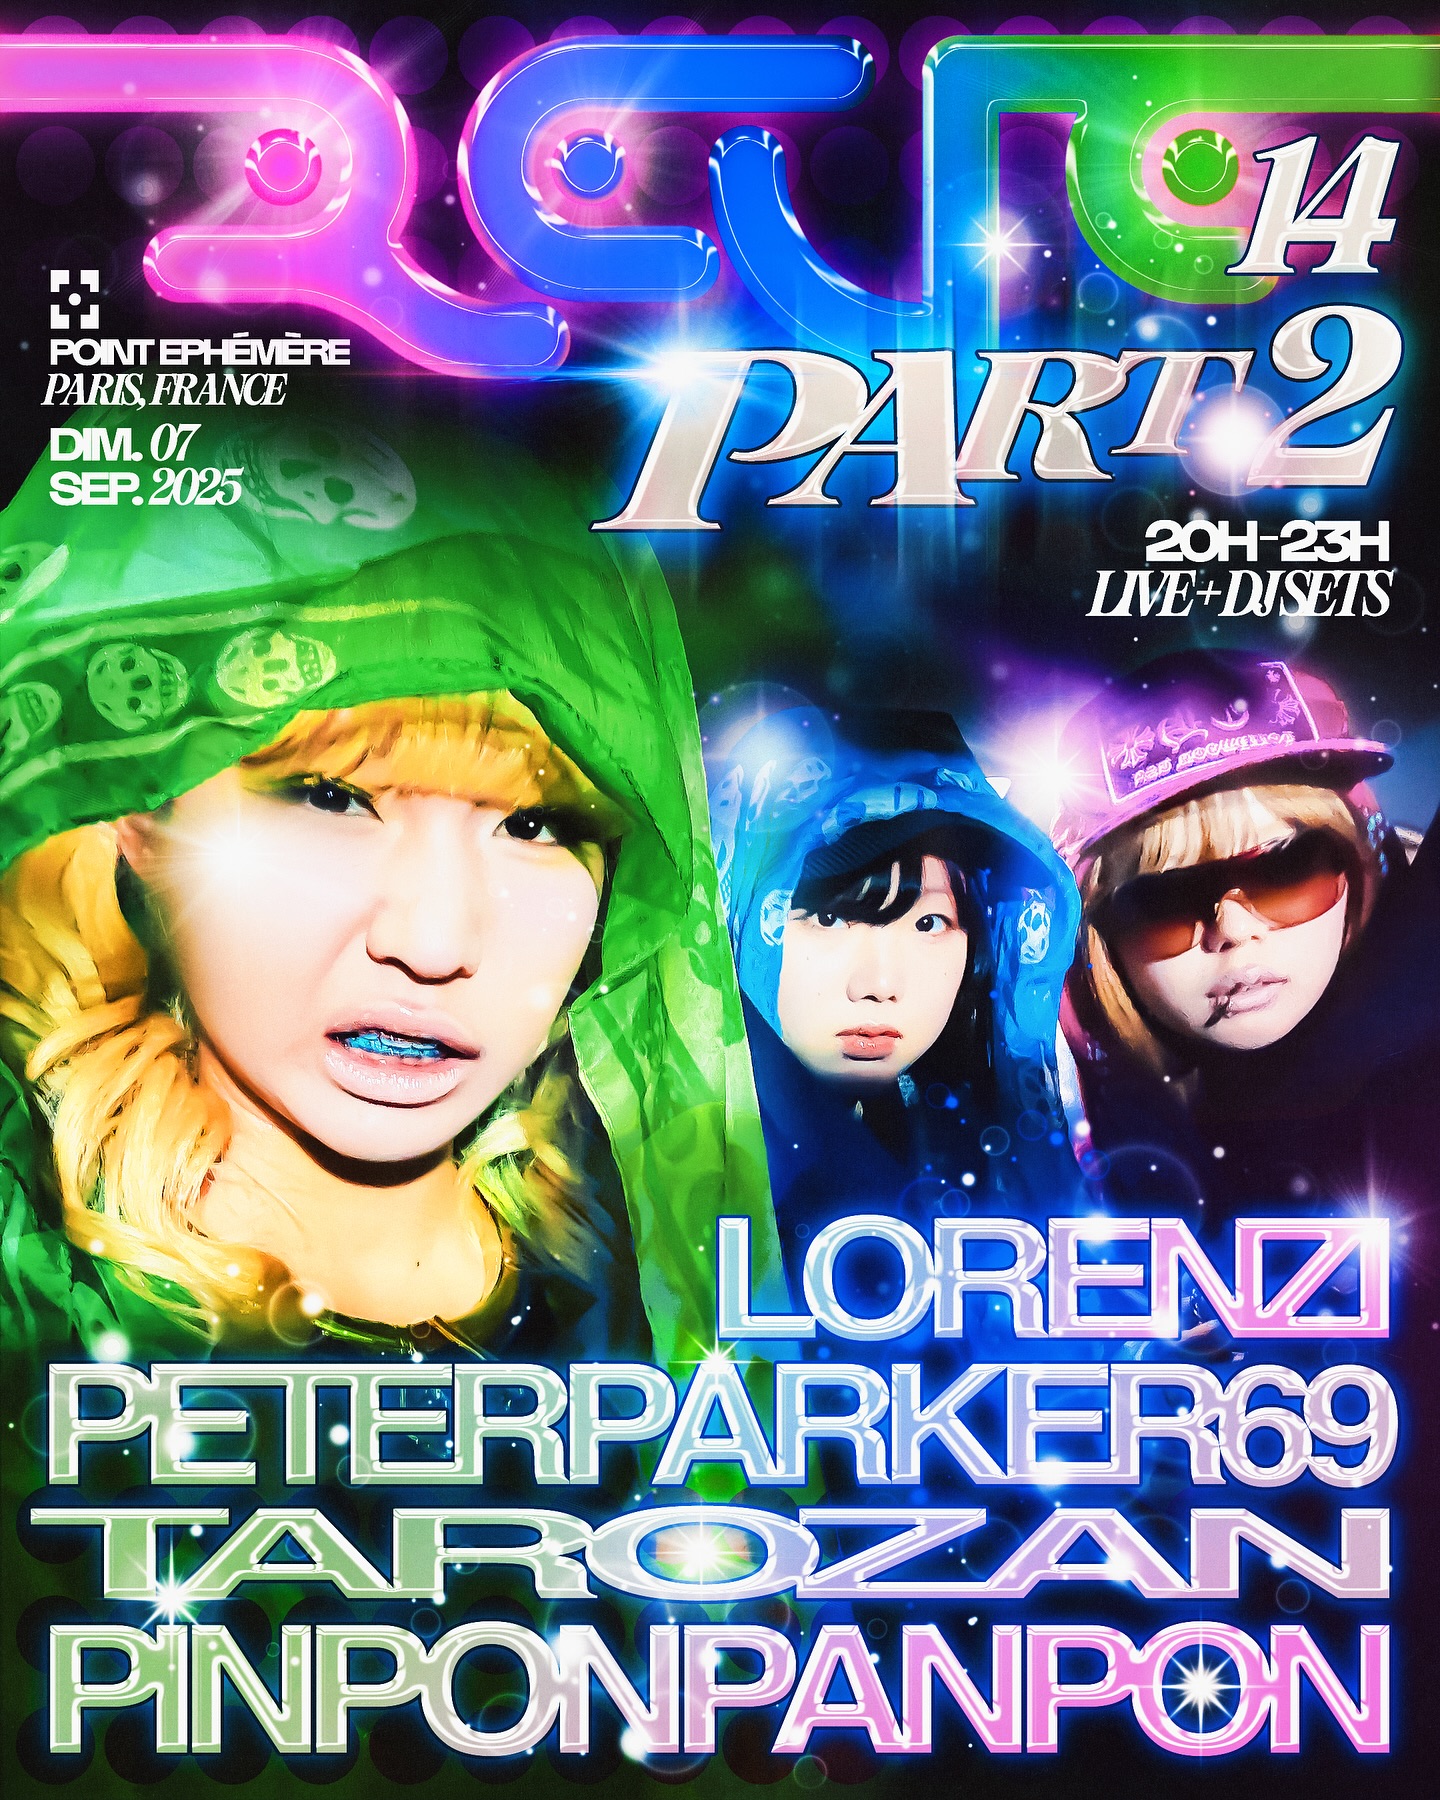 14
PART 2
POINT EPHÉMÈRE
PARIS, FRANCE
DIM. 07
SEP. 2025
20H-23H
LIVE+DJ SETS
LORENZI
PETERPARKER69
TAROZAN
PINPONPANPON